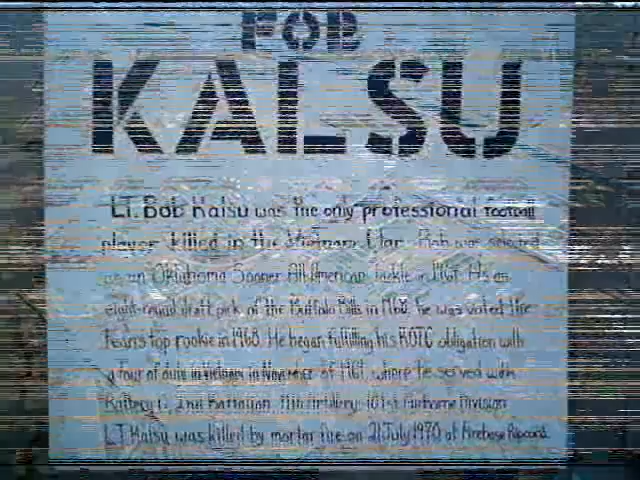 FOB
KALSU
LT. Bob Kalsu was the only professional football
player killed in the Vietnam War. Bob was selected
as an Oklahoma Sooner All-American tackle in 1967. As an
eight-round draft pick of the Buffalo Bills in 1968, he was voted the
team's top rookie in 1968. He began fulfilling his ROTC obligation with
a tour of duty in Vietnam in November of 1969, where he served with
Battery 2nd Battalion, 11th Artillery, 101st Airborne Division
LT Kalsu was killed by mortar fire on 21 July 1970 at Firebase Ripcord.